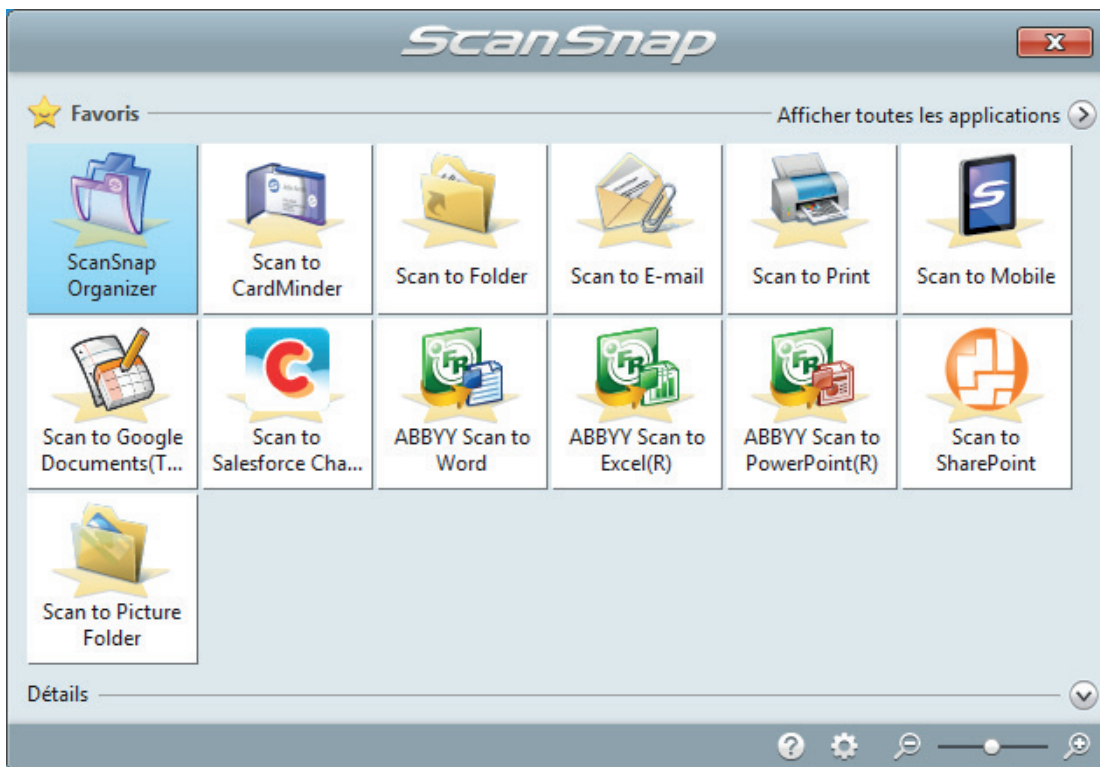 ScanSnap
Favoris
Afficher toutes les applications
ScanSnap
Organizer
Scan to
CardMinder
Scan to Folder
Scan to E-mail
Scan to Print
Scan to Mobile
Scan to Google
Documents(T...
Scan to
Salesforce Cha...
ABBYY Scan to
Word
ABBYY Scan to
Excel(R)
ABBYY Scan to
PowerPoint(R)
Scan to
SharePoint
Scan to Picture
Folder
Détails